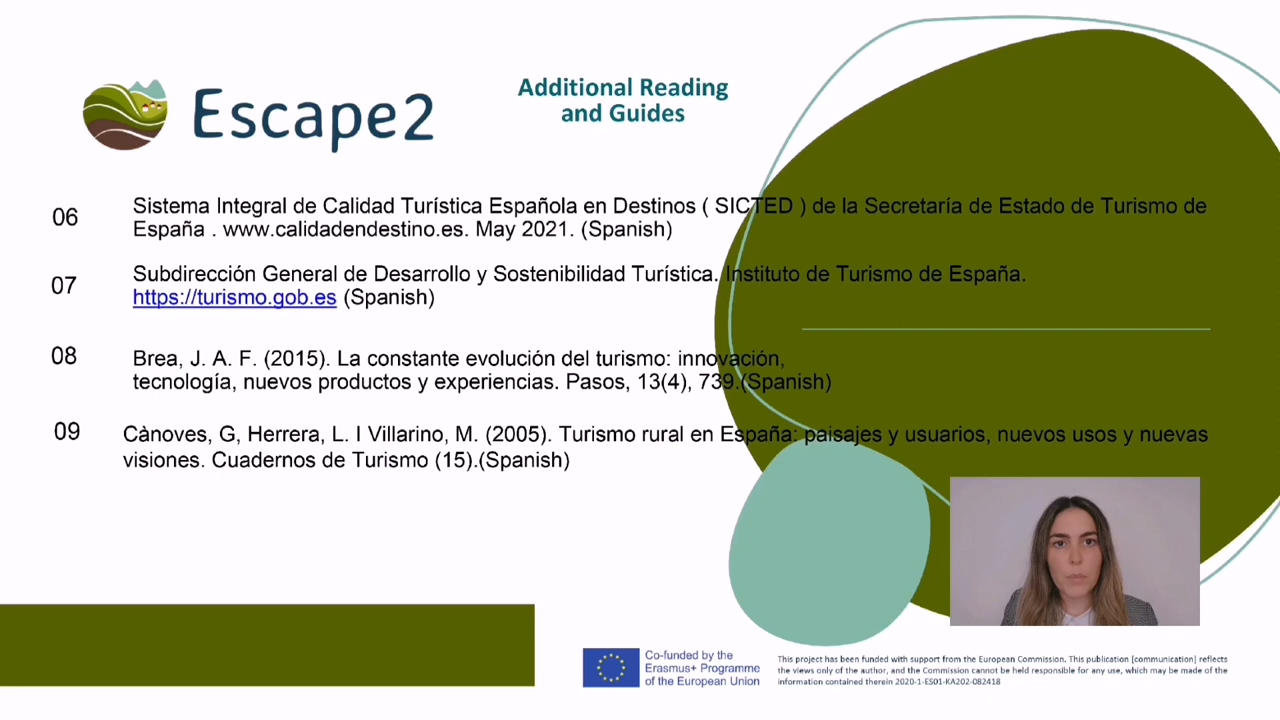 Escape2
Additional Reading
and Guides
06
Sistema Integral de Calidad Turística Española en Destinos ( SICTED ) de la Secretaría de Estado de Turismo de
España . www.calidadendestino.es. May 2021. (Spanish)
07
Subdirección General de Desarrollo y Sostenibilidad Turística. Instituto de Turismo de España.
https://turismo.gob.es (Spanish)
08
Brea, J. A. F. (2015). La constante evolución del turismo: innovación,
tecnología, nuevos productos y experiencias. Pasos, 13(4), 739.(Spanish)
09
Cànoves, G, Herrera, L. I Villarino, M. (2005). Turismo rural en España: paisajes y usuarios, nuevos usos y nuevas
visiones. Cuadernos de Turismo (15).(Spanish)
Co-funded by the
Erasmus+ Programme
of the European Union
This project has been funded with support from the European Commission. This publication [communication] reflects
the views only of the author, and the Commission cannot be held responsible for any use, which may be made of the
information contained therein 2020-1-ES01-KA202-082418